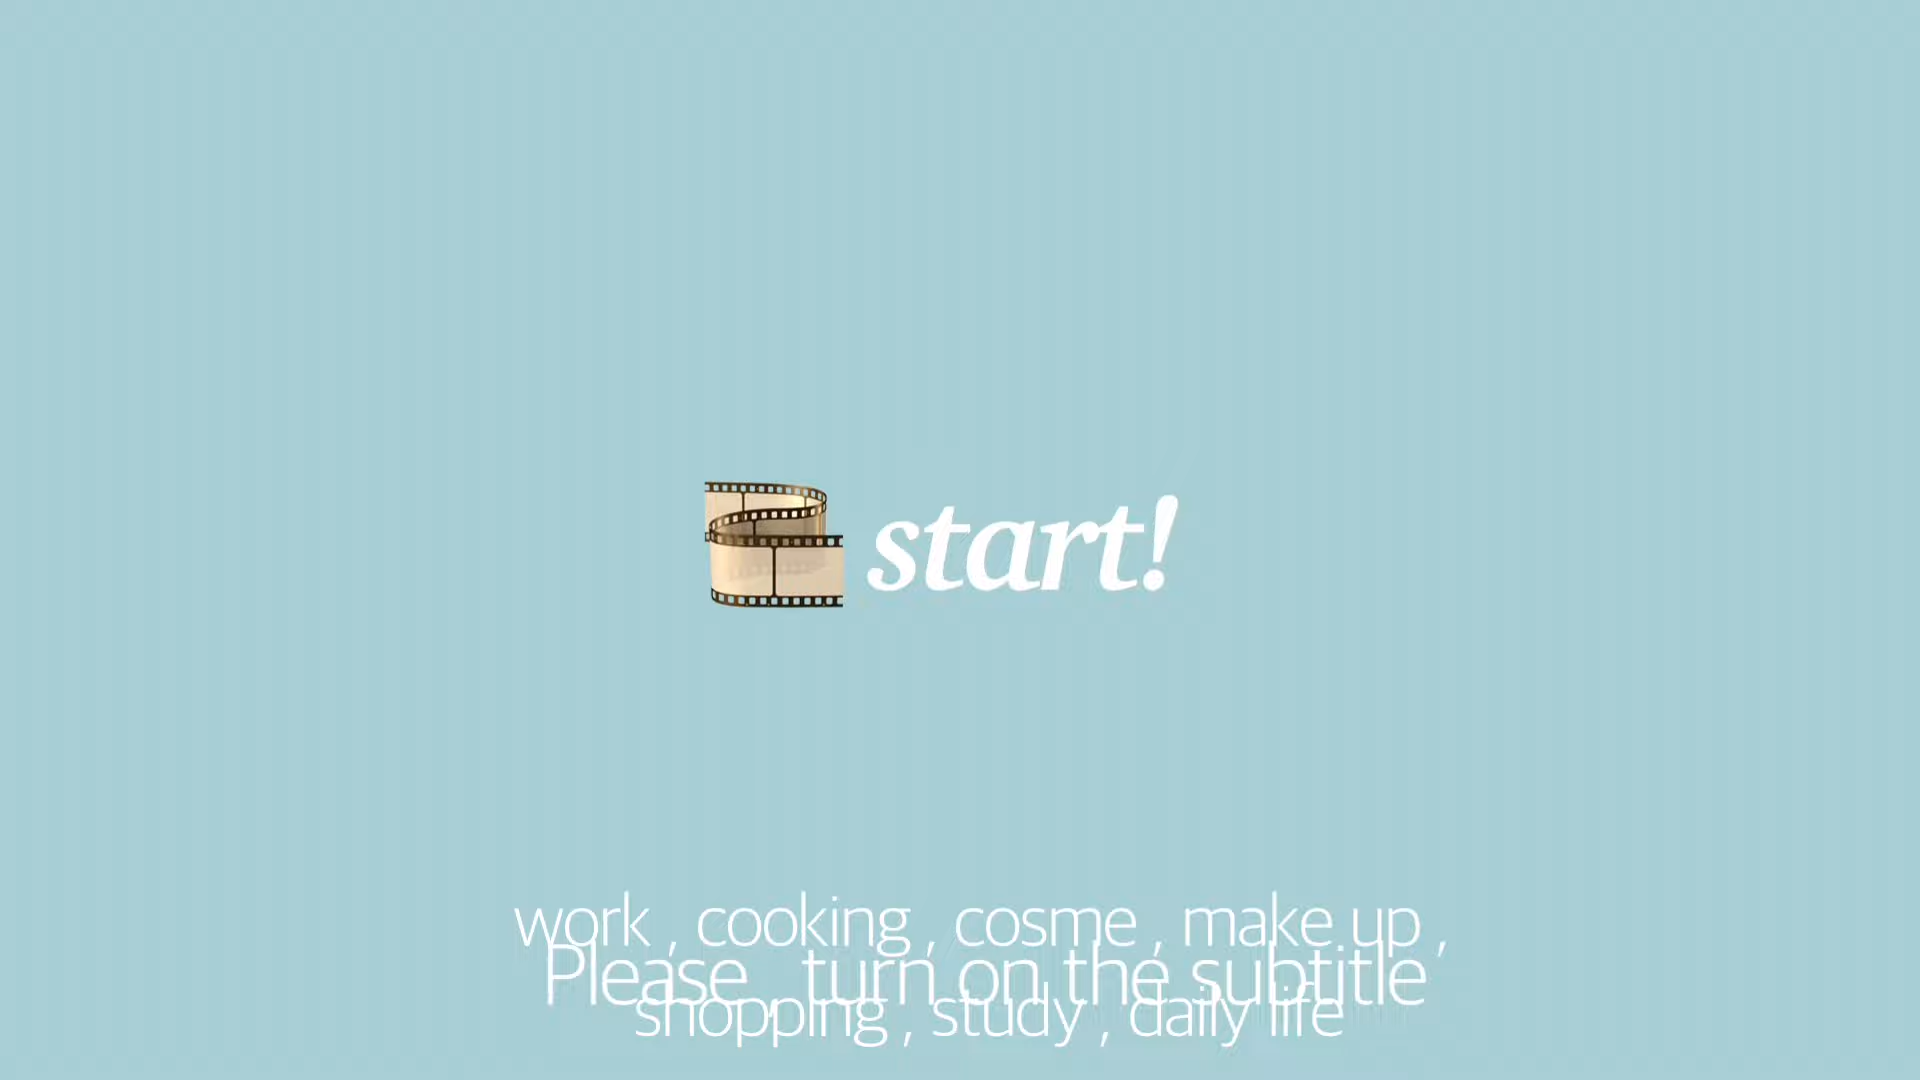 start!
work , cooking , cosme , make up ,
Please , turn on the subtitle
shopping , study , daily life